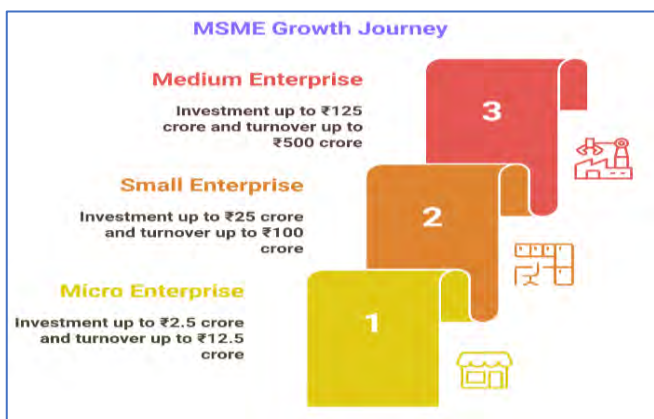 MSME Growth Journey
Medium Enterprise
Investment up to ₹125
crore and turnover up to
₹500 crore
3
Small Enterprise
Investment up to ₹25 crore
and turnover up to ₹100
crore
2
Micro Enterprise
Investment up to ₹2.5 crore
and turnover up to ₹12.5
crore
1